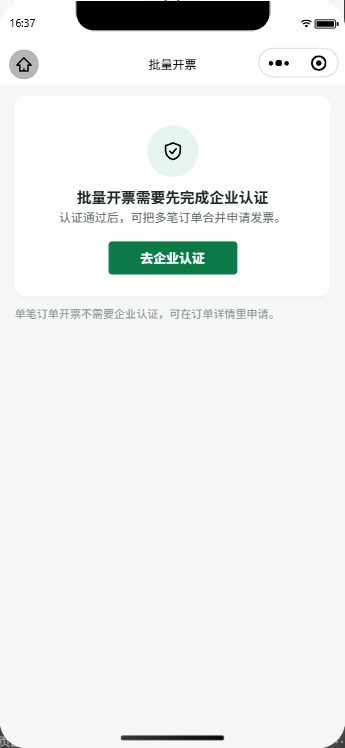 16:37
批量开票
批量开票需要先完成企业认证
认证通过后，可把多笔订单合并申请发票。
去企业认证
单笔订单开票不需要企业认证，可在订单详情里申请。